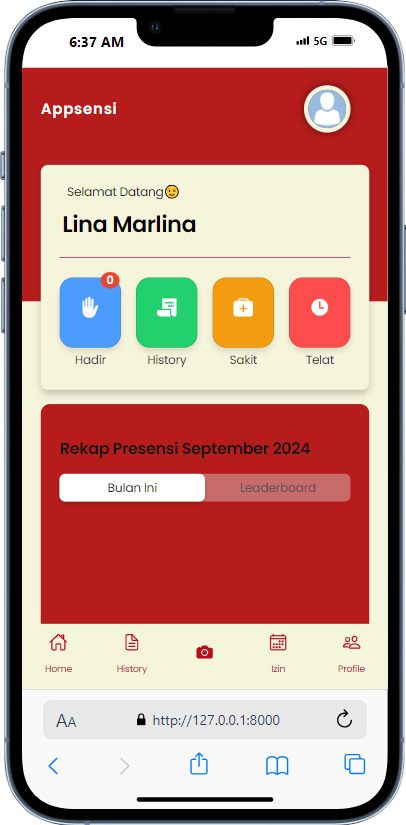 6:37 AM
5G
Appsensi
Selamat Datang😉
Lina Marlina
0
Hadir
History
Sakit
Telat
Rekap Presensi September 2024
Bulan Ini
Leaderboard
Home
History
Izin
Profile
AA
http://127.0.0.1:8000